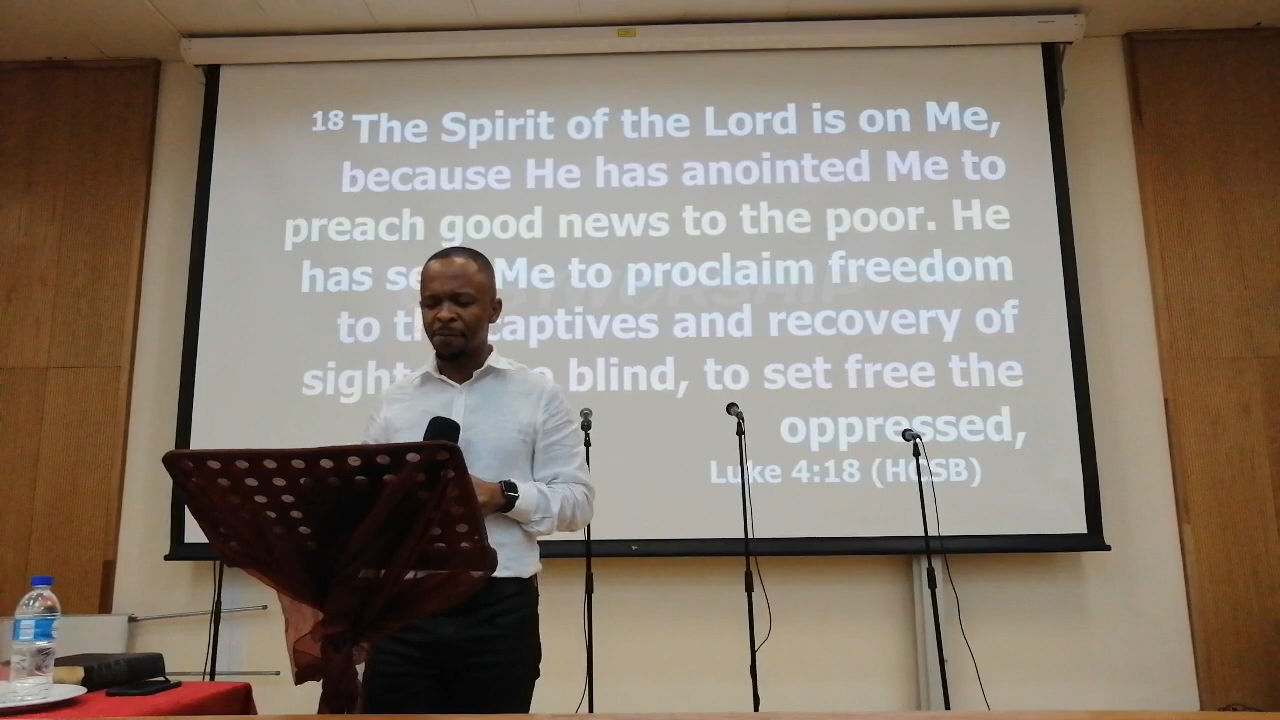 18 The Spirit of the Lord is on Me,
because He has anointed Me to
preach good news to the poor. He
has Me to proclaim freedom
to captives and recovery of
sight blind, to set free the
oppressed,
Luke 4:18 (HCSB)